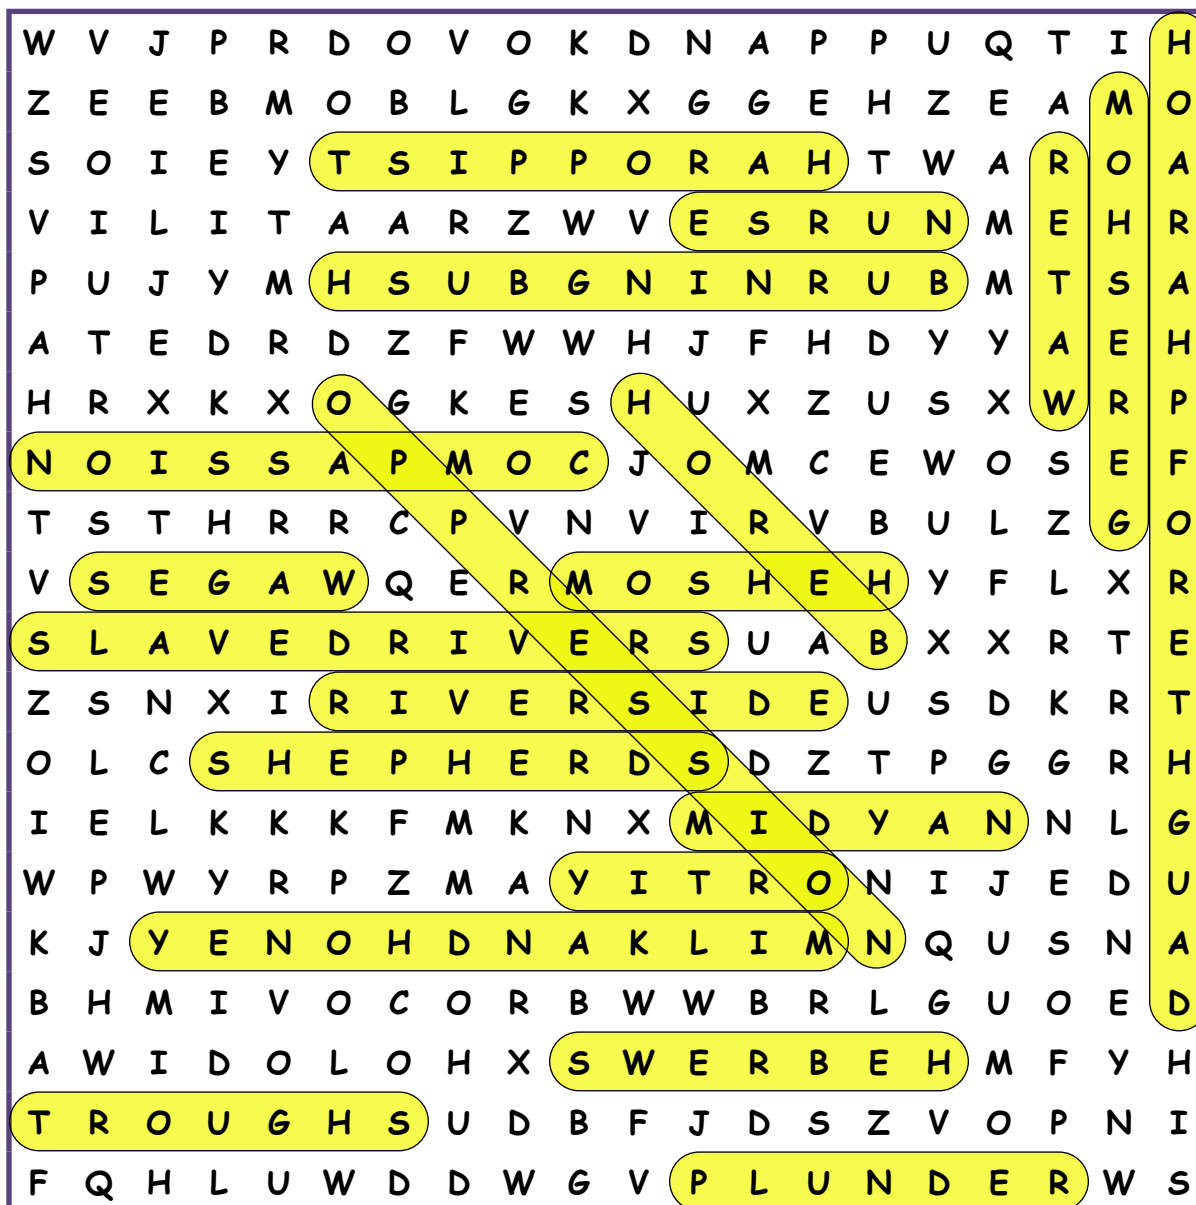 W V J P R D O V O K D N A P P U Q T I H
Z E E B M O B L G K X G G E H Z E A M O
S O I E Y T S I P P O R A H T W A R O A
V I L I T A A R Z W V E S R U N M E H R
P U J Y M H S U B G N I N R U B M T S A
A T E D R D Z F W W H J F H D Y Y A E H
H R X K X O G K E S H U X Z U S X W R P
N O I S S A P M O C J O M C E W O S E F
T S T H R R C P V N V I R V B U L Z G O
V S E G A W Q E R M O S H E H Y F L X R
S L A V E D R I V E R S U A B X X R T E
Z S N X I R I V E R S I D E U S D K R T
O L C S H E P H E R D S D Z T P G G R H
I E L K K K F M K N X M I D Y A N N L G
W P W Y R P Z M A Y I T R O N I J E D U
K J Y E N O H D N A K L I M N Q U S N A
B H M I V O C O R B W W B R L G U O E D
A W I D O L O H X S W E R B E H M F Y H
T R O U G H S U D B F J D S Z V O P N I
F Q H L U W D D W G V P L U N D E R W S